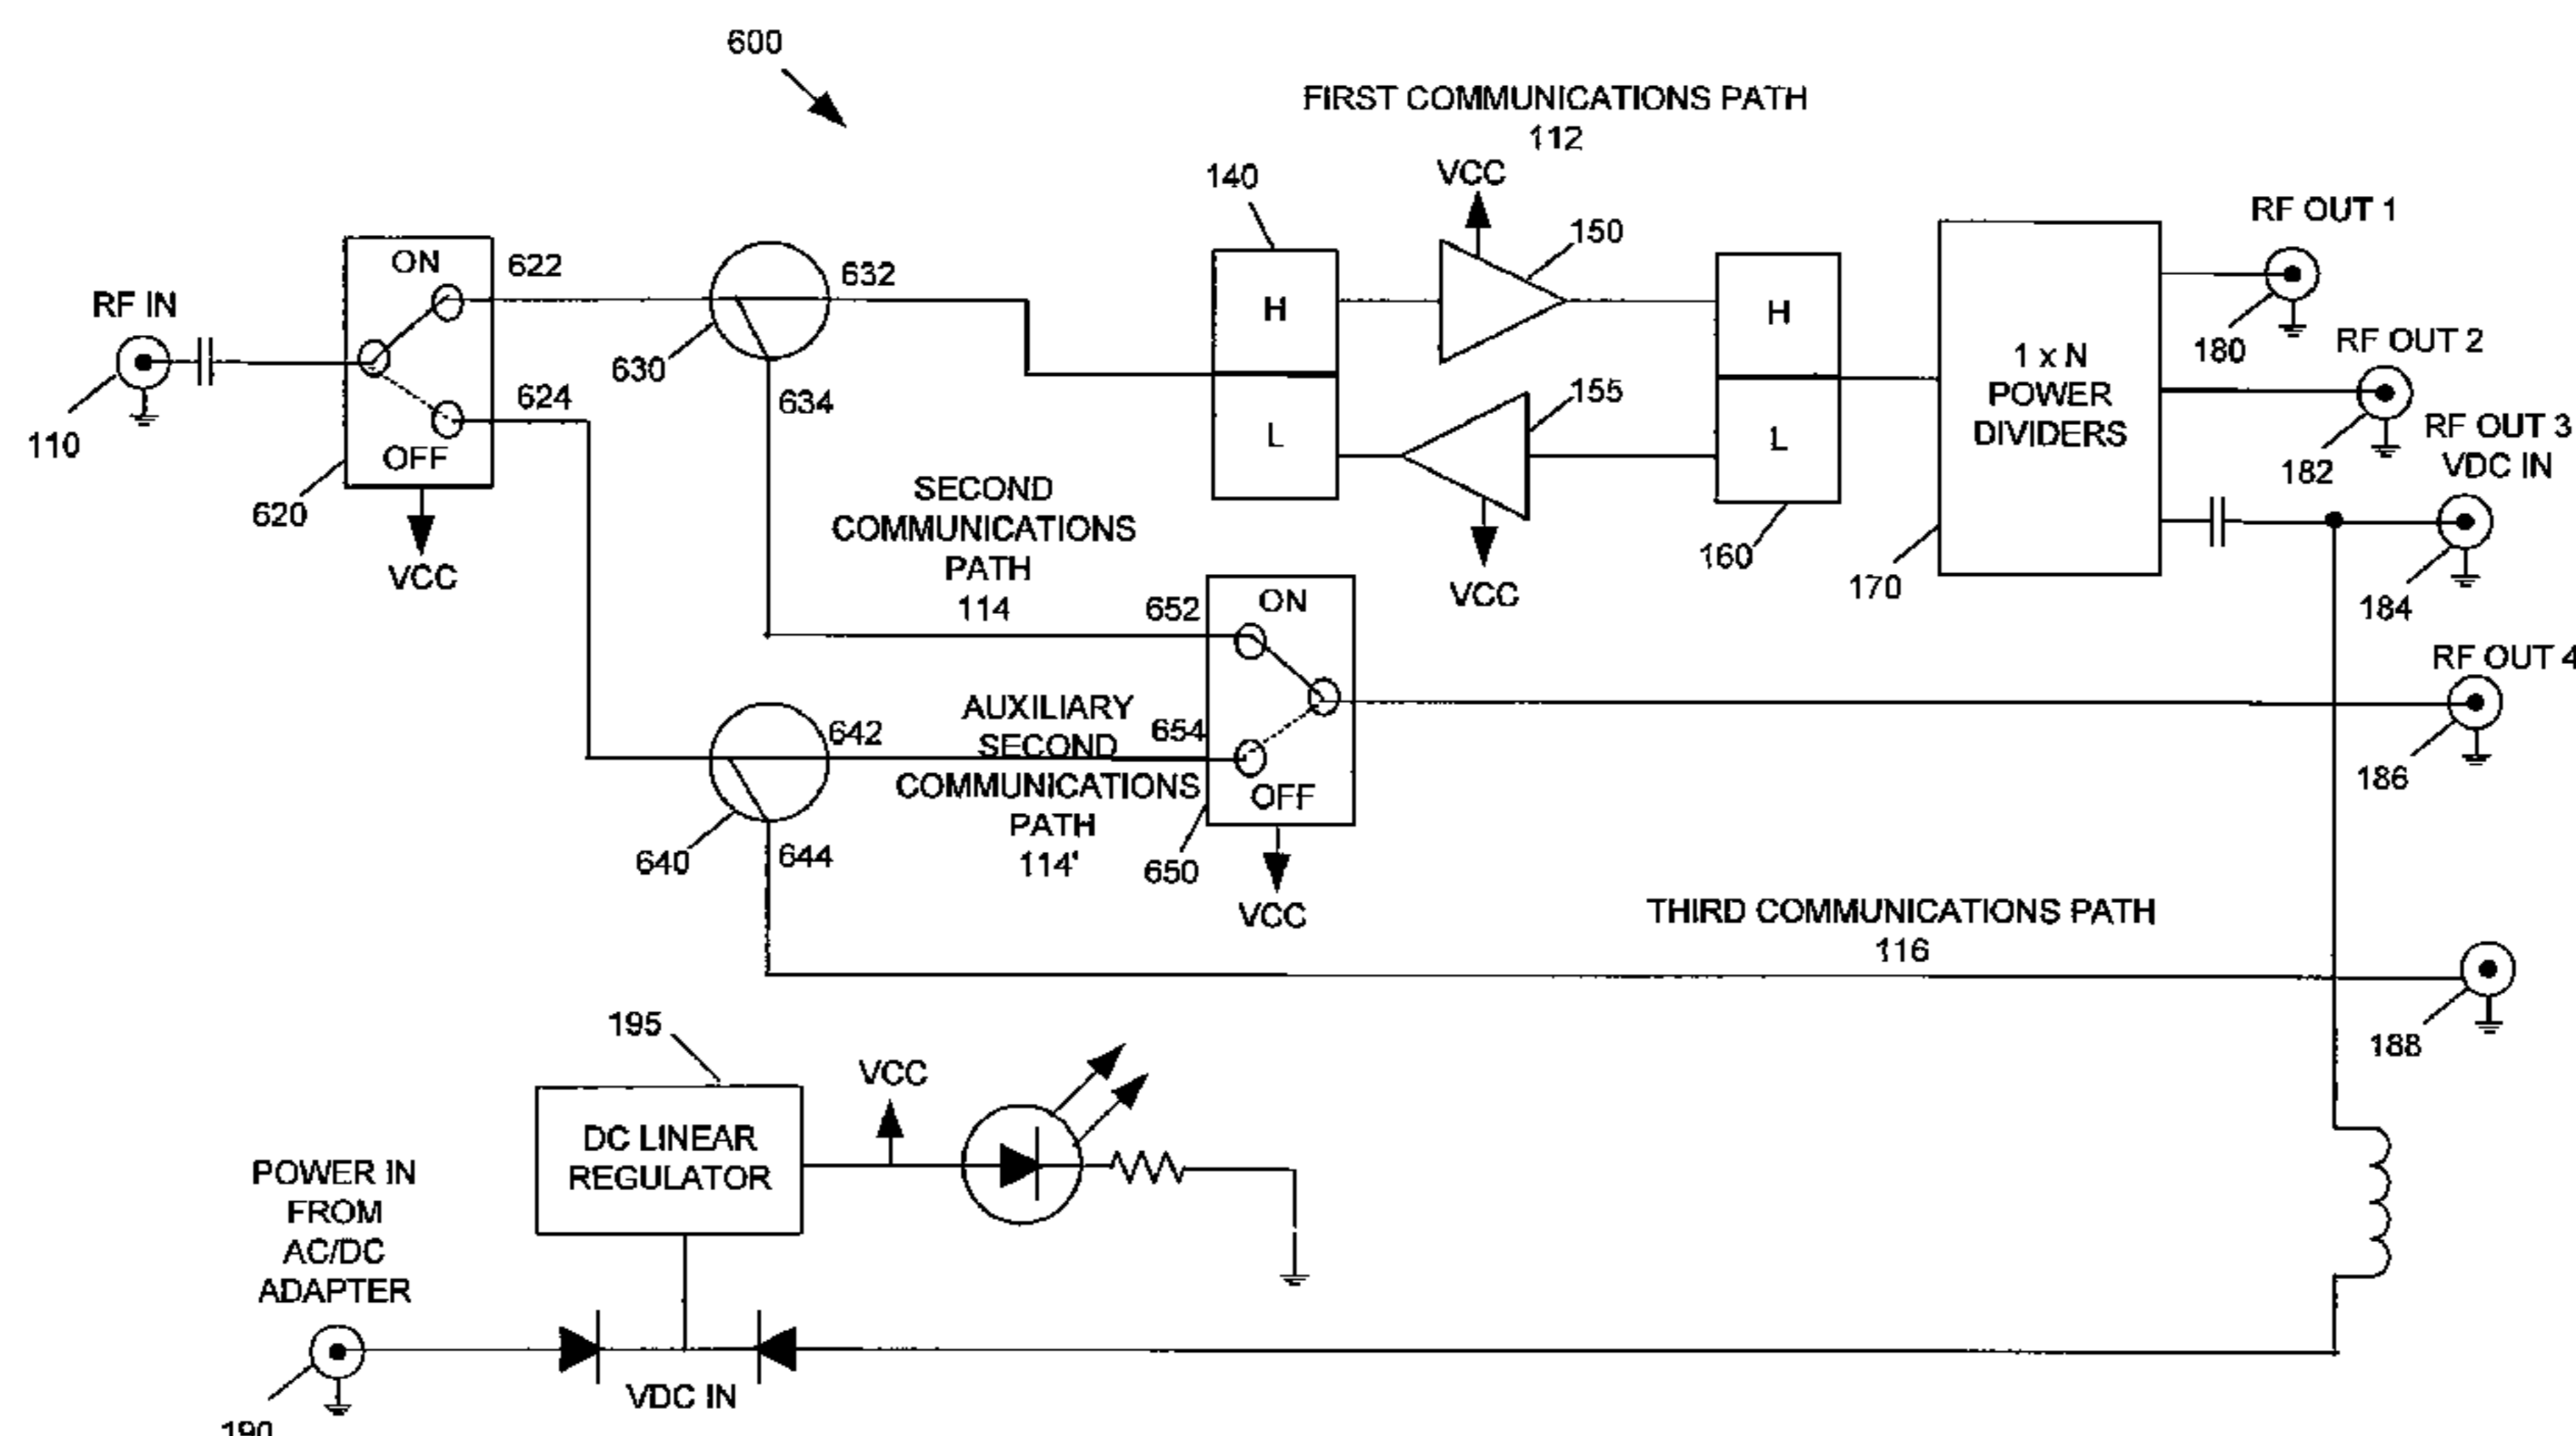 600
FIRST COMMUNICATIONS PATH
112
VCC
140
150
RF OUT 1
RF IN
ON
622
632
H
H
630
634
180
RF OUT 2
1 x N
POWER
DIVIDERS
110
624
OFF
620
VCC
L
155
L
VCC
160
170
182
RF OUT 3
VDC IN
184
SECOND
COMMUNICATIONS
PATH
114
652
ON
RF OUT 4
AUXILIARY
SECOND
COMMUNICATIONS
PATH
114'
642
654
OFF
186
640
644
650
VCC
THIRD COMMUNICATIONS PATH
116
188
195
VCC
DC LINEAR
REGULATOR
POWER IN
FROM
AC/DC
ADAPTER
VDC IN
190